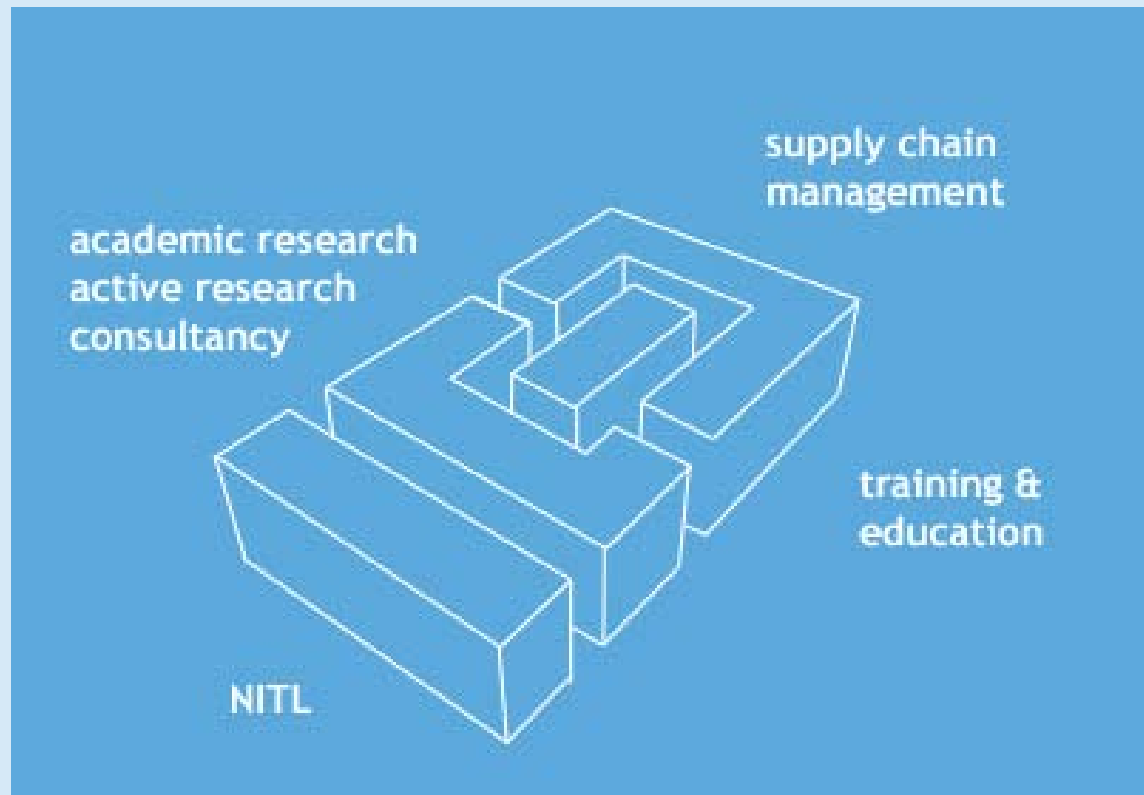 supply chain
management
academic research
active research
consultancy
training &
education
NITL